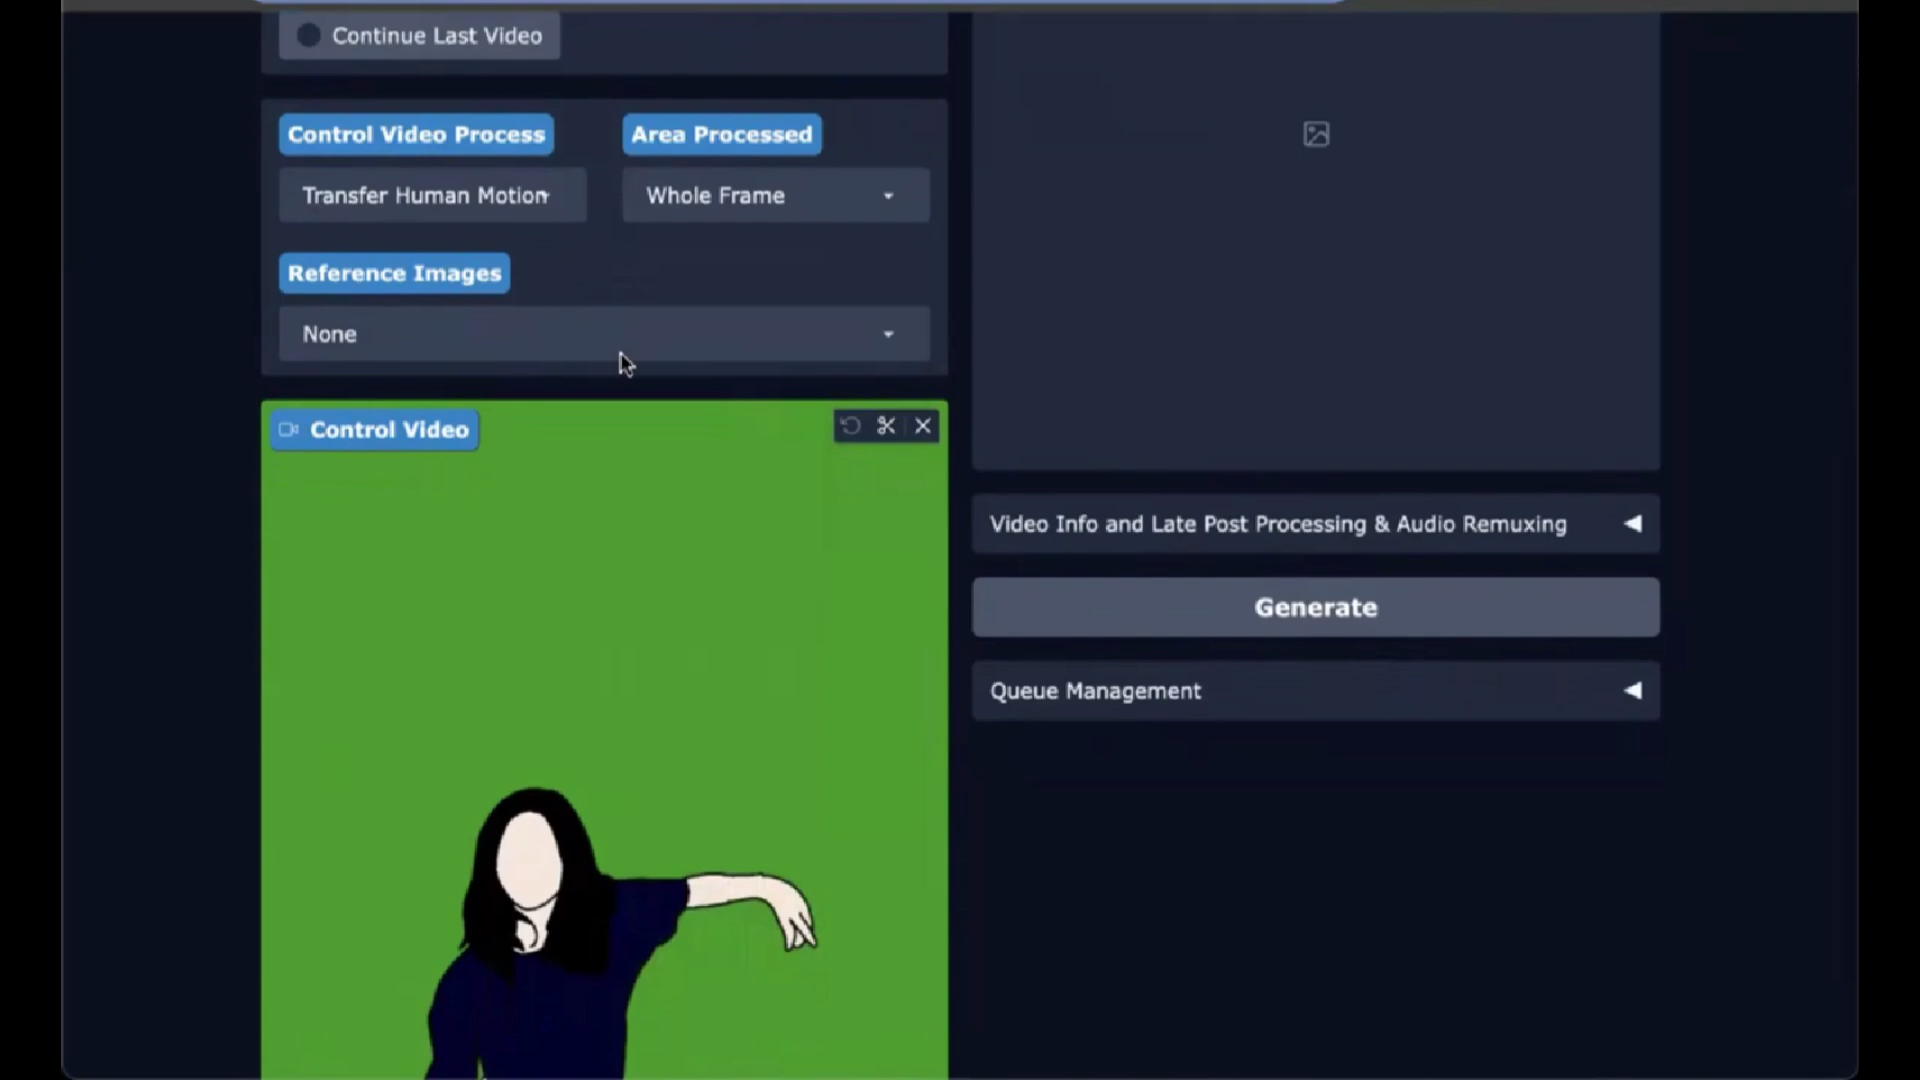 Continue Last Video
Control Video Process
Area Processed
Transfer Human Motion
Whole Frame
Reference Images
None
Control Video
Video Info and Late Post Processing & Audio Remuxing
Generate
Queue Management